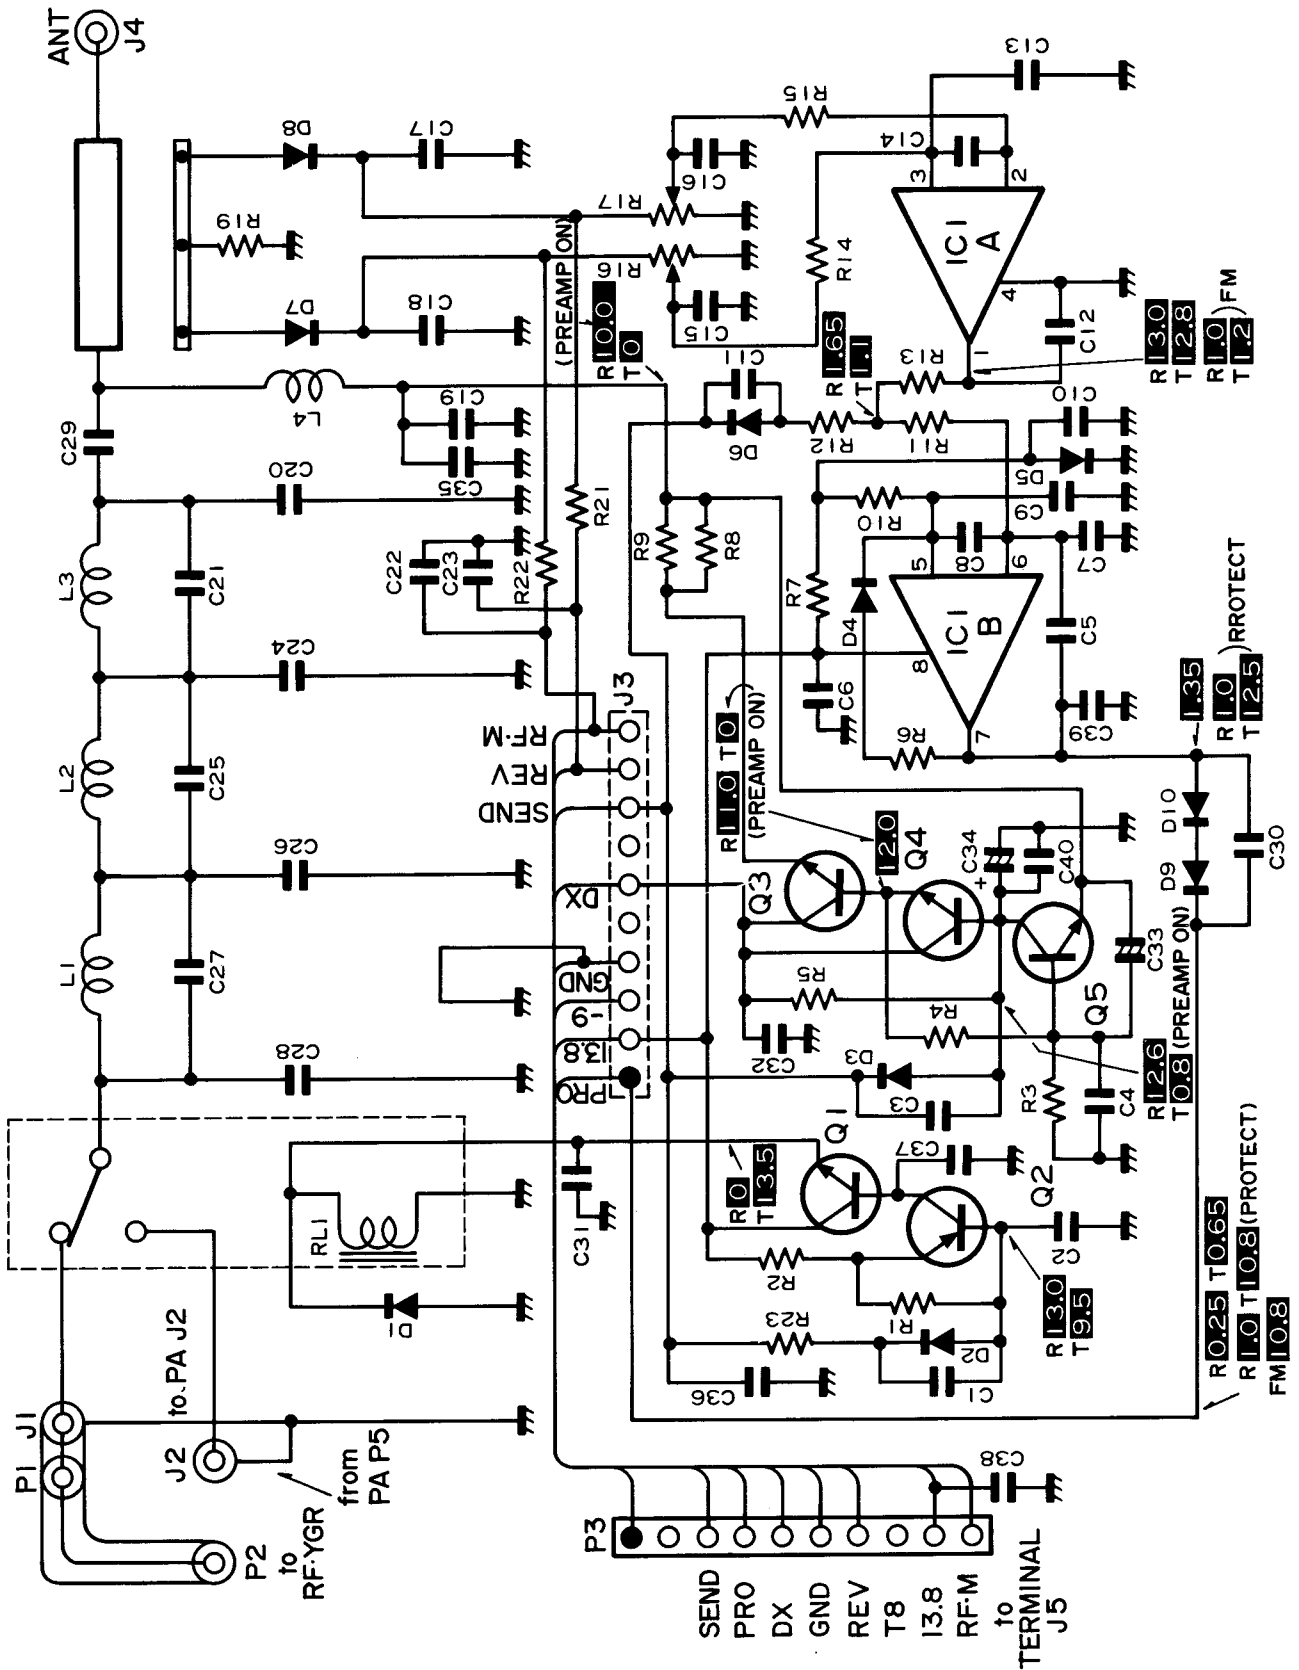 ANT
J4
D8
C17
R19
D7
C18
L4
C19
C35
C29
C20
L3
C21
C24
L2
C25
C26
L1
C27
C28
C22
C23
R22
R21
(PREAMP ON)
R 10.0
T 0
R17
R16
C16
C15
R15
R14
C14
C13
3
2
IC1
A
4
1
C12
R 13.0
T 12.8
R 1.0
T 1.2
)FM
R13
R 1.65
T 1.1
C11
D6
R12
R11
C10
D5
C9
R10
R9
R8
R7
D4
C8
5
6
C7
C5
IC1
B
8
7
C6
R6
C39
1.35
R 1.0
T 12.5
(RROTECT
D10
D9
C30
J3
RF·M
REV
SEND
DX
GND
-9
13.8
PRO
R 11.0 T 0
(PREAMP ON)
12.0
Q3
Q4
C34
+
C40
C33
Q5
R5
R4
C32
D3
C3
R3
C4
R 12.6
T 0.8 (PREAMP ON)
Q1
C37
Q2
R 0
T 13.5
C31
RL1
D1
R2
R1
R23
D2
C1
C2
C36
R 13.0
T 9.5
R 0.25 T 0.65
R 1.0 T 10.8 (PROTECT)
FM 10.8
P1
J1
J2
to PA J2
from
PA P5
P2
to
RF·YGR
P3
C38
SEND
PRO
DX
GND
REV
T8
13.8
RF·M
to
TERMINAL
J5